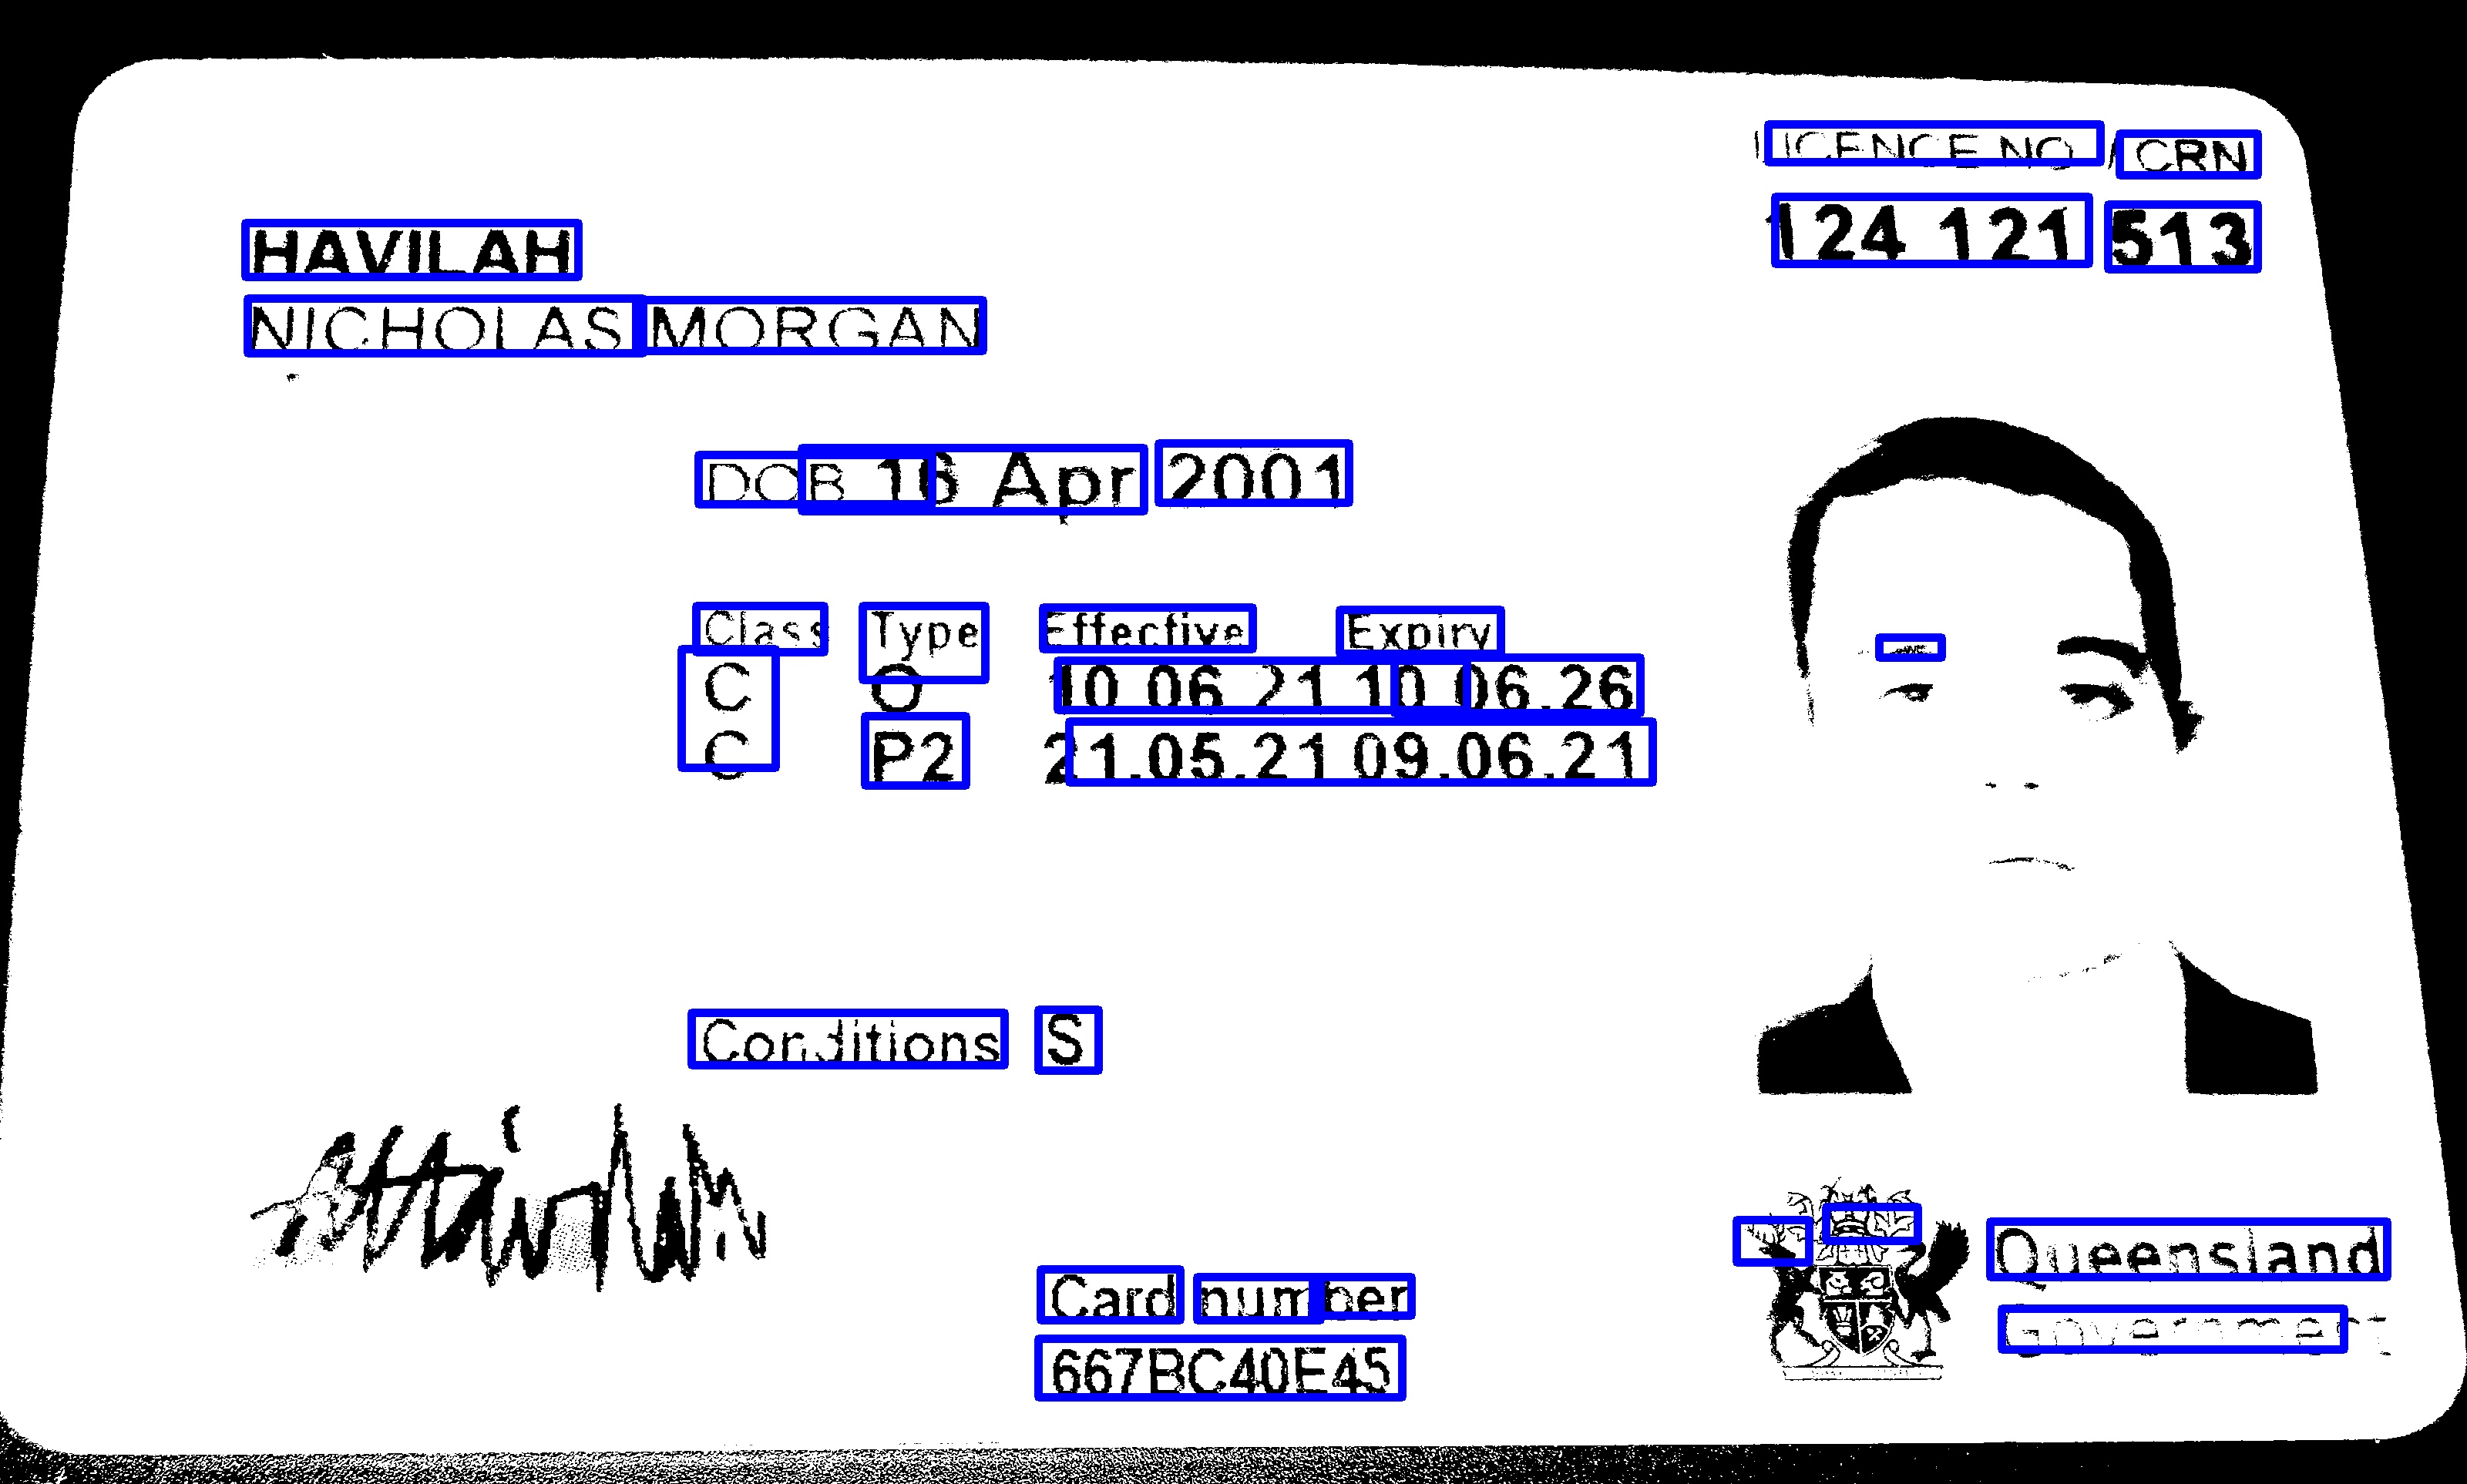 LICENCE NO / CRN
124 121 513
HAVILAH
NICHOLAS MORGAN
DOB 16 Apr 2001
Class Type Effective Expiry
C O 10.06.21 10.06.26
C P2 21.05.21 09.06.21
Conditions S
Card number
667BC40E45
Queensland
Government